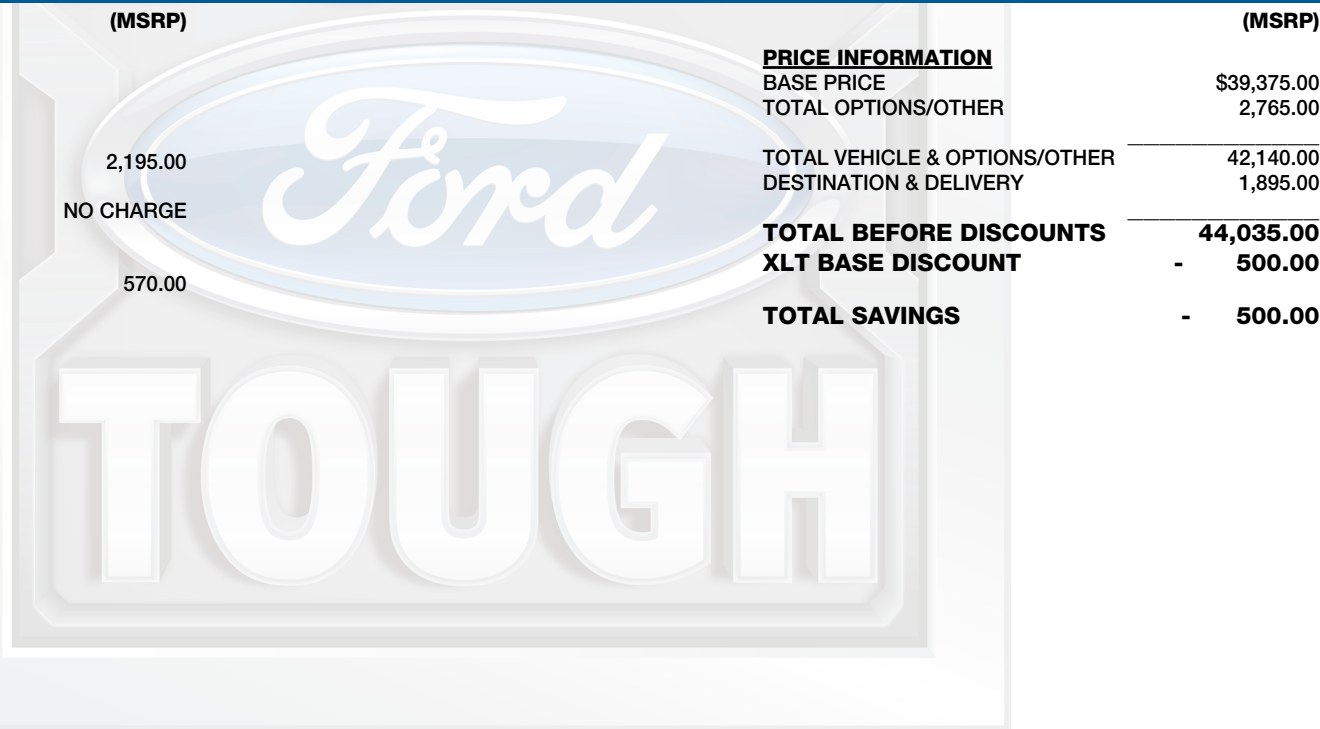 (MSRP)
2,195.00
NO CHARGE
570.00
Ford
TOUGH
(MSRP)
PRICE INFORMATION
BASE PRICE $39,375.00
TOTAL OPTIONS/OTHER 2,765.00
TOTAL VEHICLE & OPTIONS/OTHER 42,140.00
DESTINATION & DELIVERY 1,895.00
TOTAL BEFORE DISCOUNTS 44,035.00
XLT BASE DISCOUNT - 500.00
TOTAL SAVINGS - 500.00